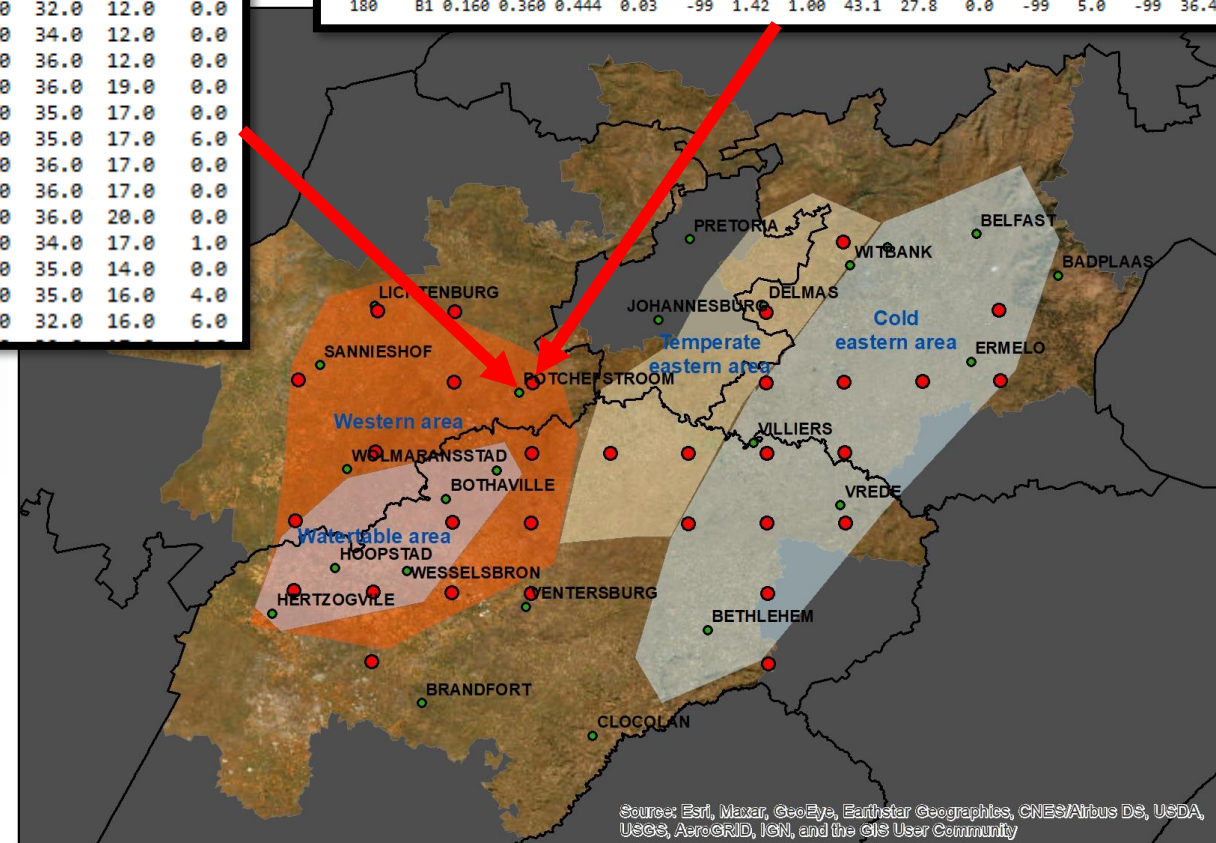 0 32.0 12.0 0.0
0 34.0 12.0 0.0
0 36.0 12.0 0.0
0 36.0 19.0 0.0
0 35.0 17.0 0.0
0 35.0 17.0 6.0
0 36.0 17.0 0.0
0 36.0 17.0 0.0
0 36.0 20.0 0.0
0 34.0 17.0 1.0
0 35.0 14.0 0.0
0 35.0 16.0 4.0
0 32.0 16.0 6.0
180 B1 0.160 0.360 0.444 0.03 -99 1.42 1.00 43.1 27.8 0.0 -99 5.0 -99 36.4
PRETORIA
BELFAST
WITBANK
BADPLAAS
LICHTENBURG
DELMAS
JOHANNESBURG
Cold
eastern area
Temperate
eastern area
SANNIESHOF
ERMELO
POTCHEFSTROOM
Western area
VILLIERS
WOLMARANSSTAD
BOTHAVILLE
VREDE
Watertable area
HOOPSTAD
WESSELSBRON
HERTZOGVILE
VENTERSBURG
BETHLEHEM
BRANDFORT
CLOCOLAN
Source: Esri, Maxar, GeoEye, Earthstar Geographics, CNES/Airbus DS, USDA,
USGS, AeroGRID, IGN, and the GIS User Community